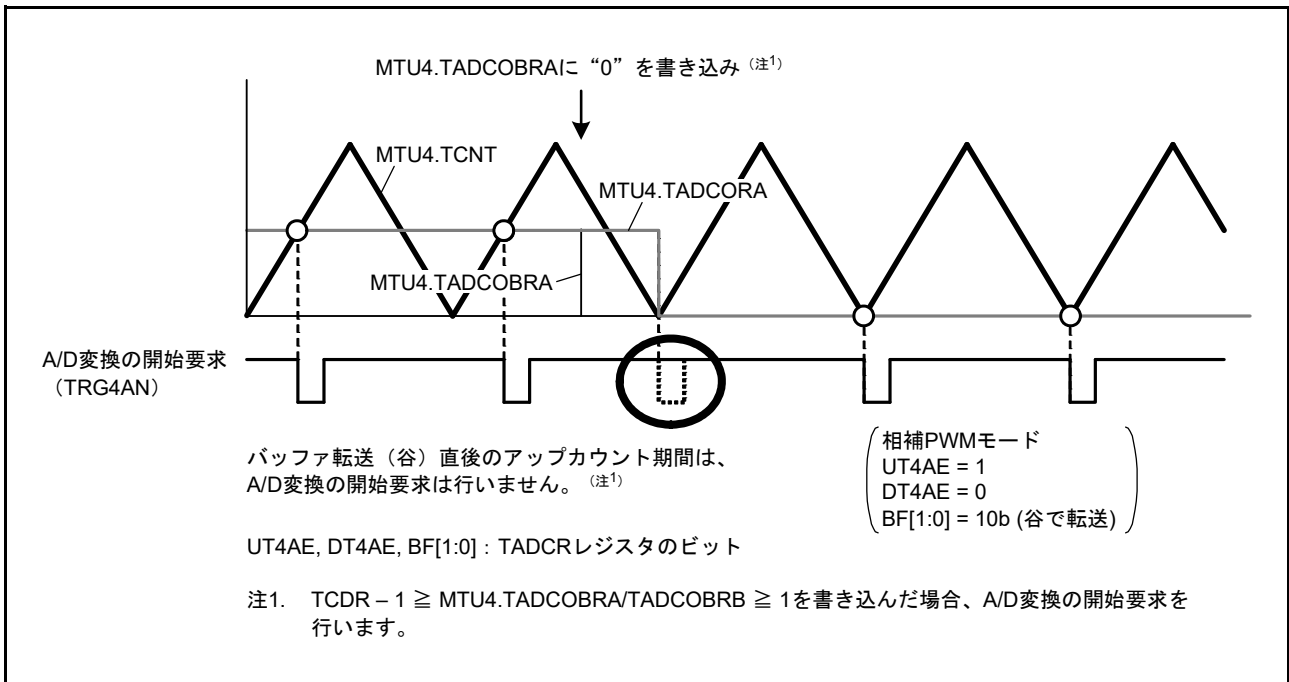 MTU4.TADCOBRAに“0”を書き込み（注1）
MTU4.TCNT
MTU4.TADCORA
MTU4.TADCOBRA
A/D変換の開始要求
（TRG4AN）
バッファ転送（谷）直後のアップカウント期間は、
A/D変換の開始要求は行いません。（注1）
相補PWMモード
UT4AE = 1
DT4AE = 0
BF[1:0] = 10b (谷で転送)
UT4AE, DT4AE, BF[1:0]：TADCRレジスタのビット
注1. TCDR – 1 ≧ MTU4.TADCOBRA/TADCOBRB ≧ 1を書き込んだ場合、A/D変換の開始要求を
行います。